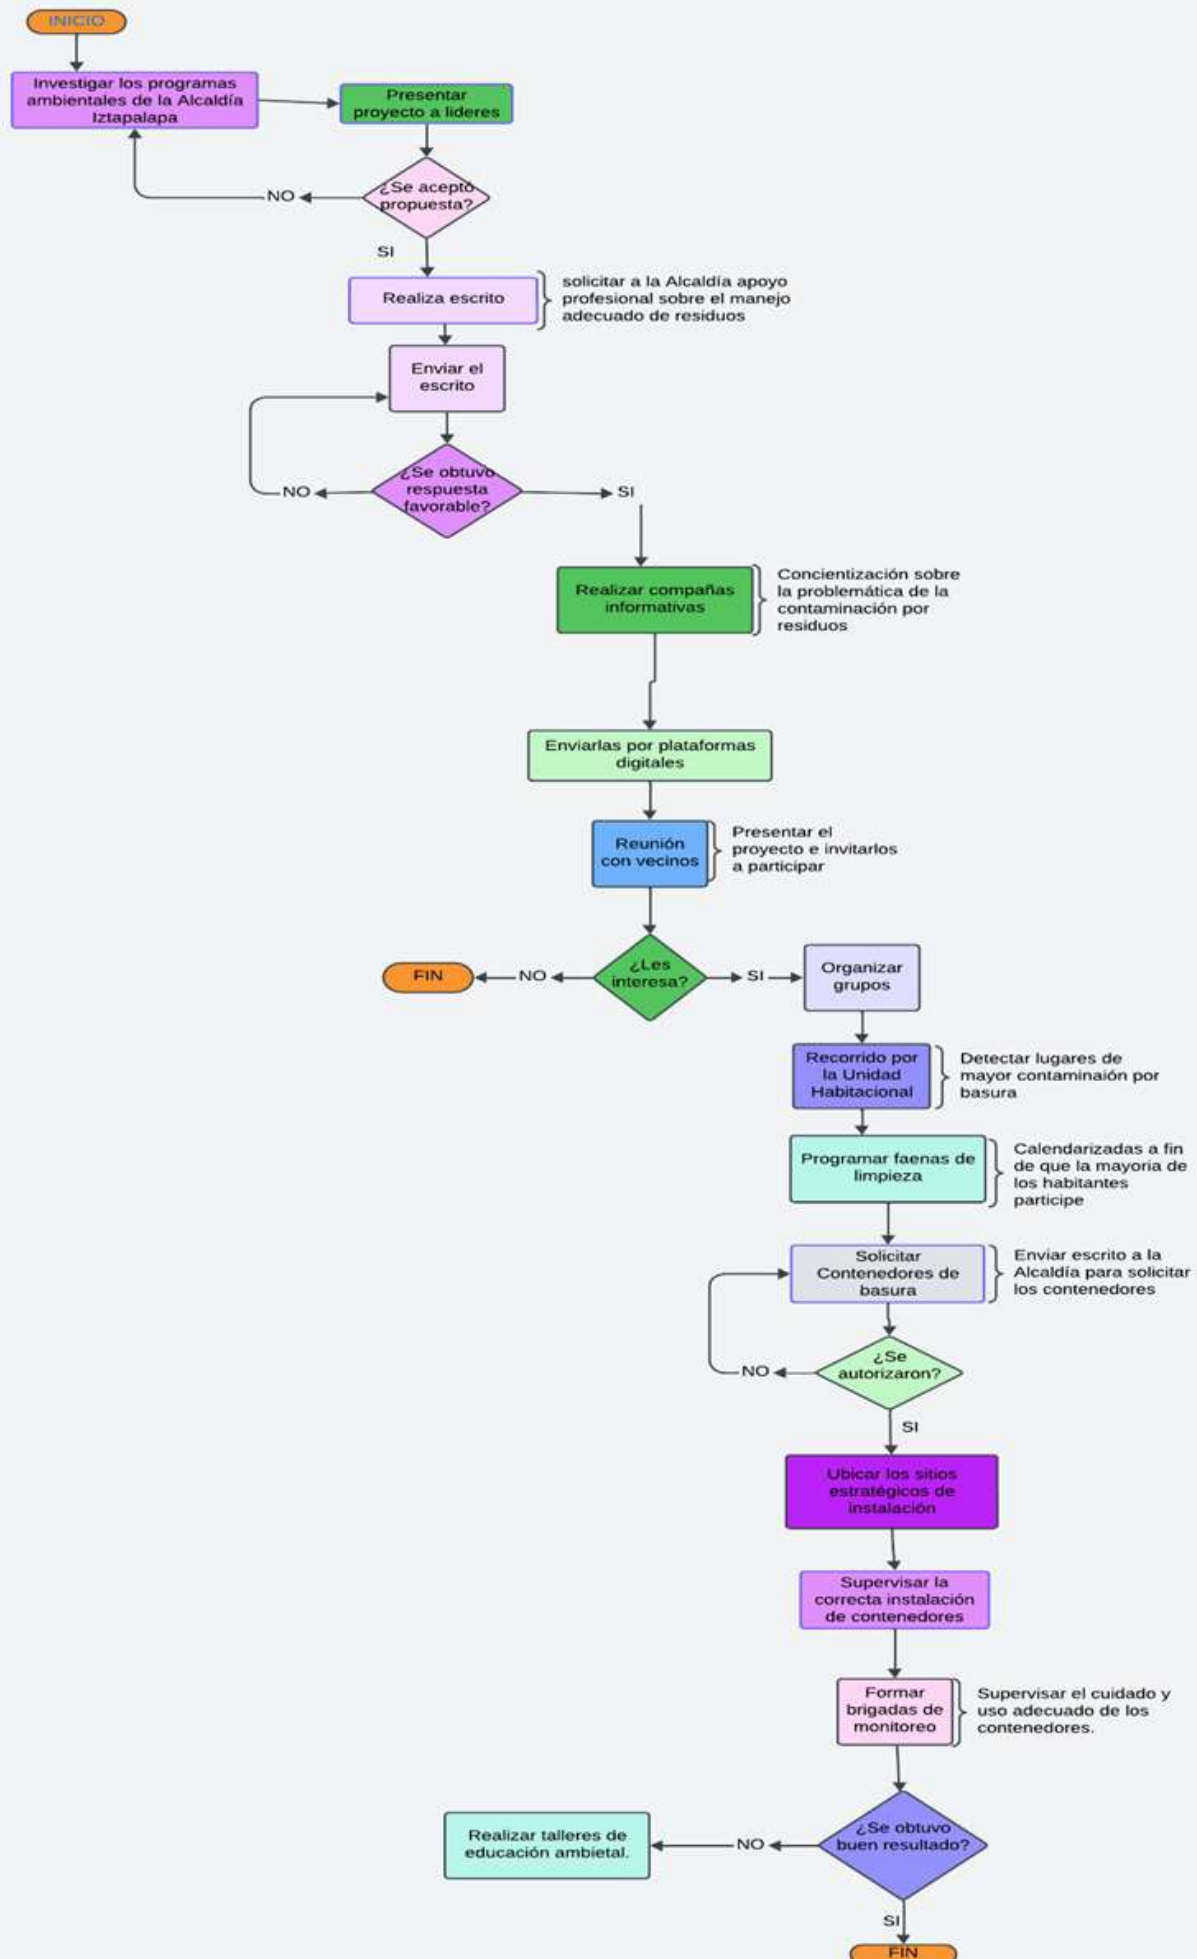 INICIO
Investigar los programas
ambientales de la Alcaldía
Iztapalapa
Presentar
proyecto a lideres
¿Se aceptó
propuesta?
NO
SI
Realiza escrito
solicitar a la Alcaldía apoyo
profesional sobre el manejo
adecuado de residuos
Enviar el
escrito
¿Se obtuvo
respuesta
favorable?
NO
SI
Realizar compañas
informativas
Concientización sobre
la problemática de la
contaminación por
residuos
Enviarlas por plataformas
digitales
Reunión
con vecinos
Presentar el
proyecto e invitarlos
a participar
¿Les
interesa?
NO
FIN
SI
Organizar
grupos
Recorrido por
la Unidad
Habitacional
Detectar lugares de
mayor contaminaión por
basura
Programar faenas de
limpieza
Calendarizadas a fin
de que la mayoria de
los habitantes
participe
Solicitar
Contenedores de
basura
Enviar escrito a la
Alcaldía para solicitar
los contenedores
¿Se
autorizaron?
NO
SI
Ubicar los sitios
estratégicos de
instalación
Supervisar la
correcta instalación
de contenedores
Formar
brigadas de
monitoreo
Supervisar el cuidado y
uso adecuado de los
contenedores.
¿Se obtuvo
buen resultado?
NO
Realizar talleres de
educación ambietal.
SI
FIN